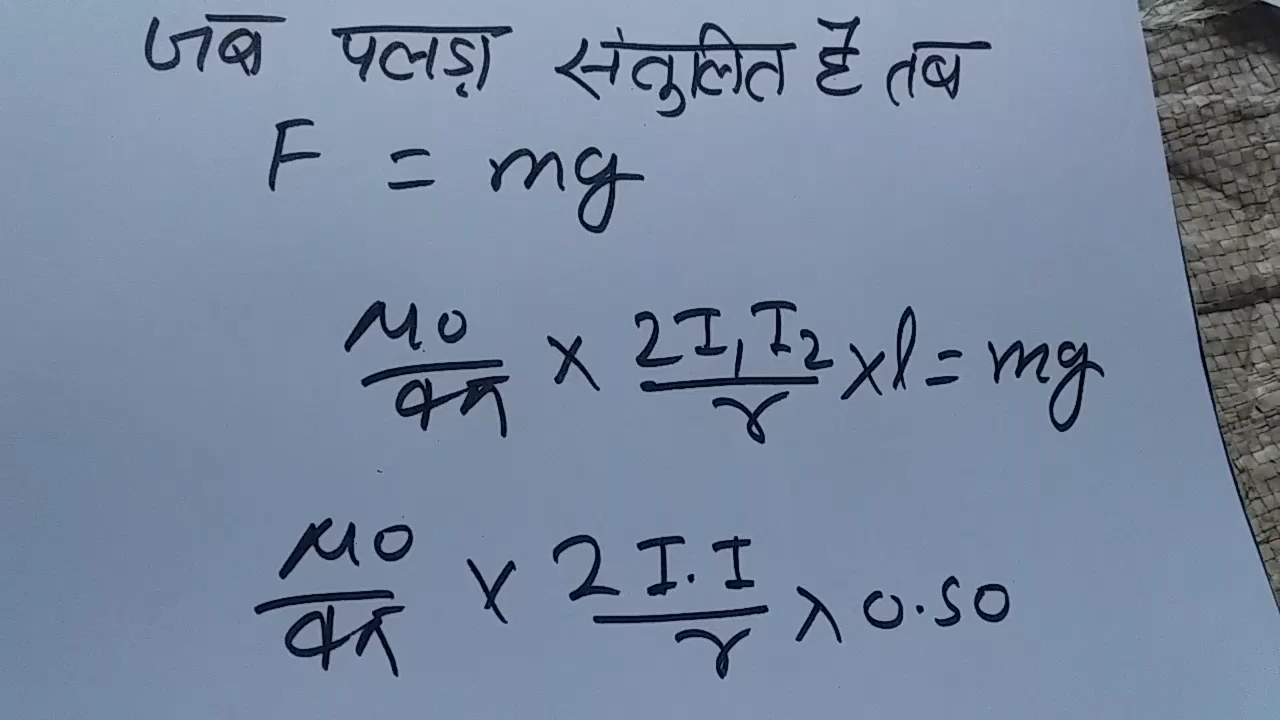 जब पलड़ा संतुलित है तब
F = mg
μ0/4π × 2I₁I₂/r × l = mg
μ0/4π × 2I.I/r × 0.50